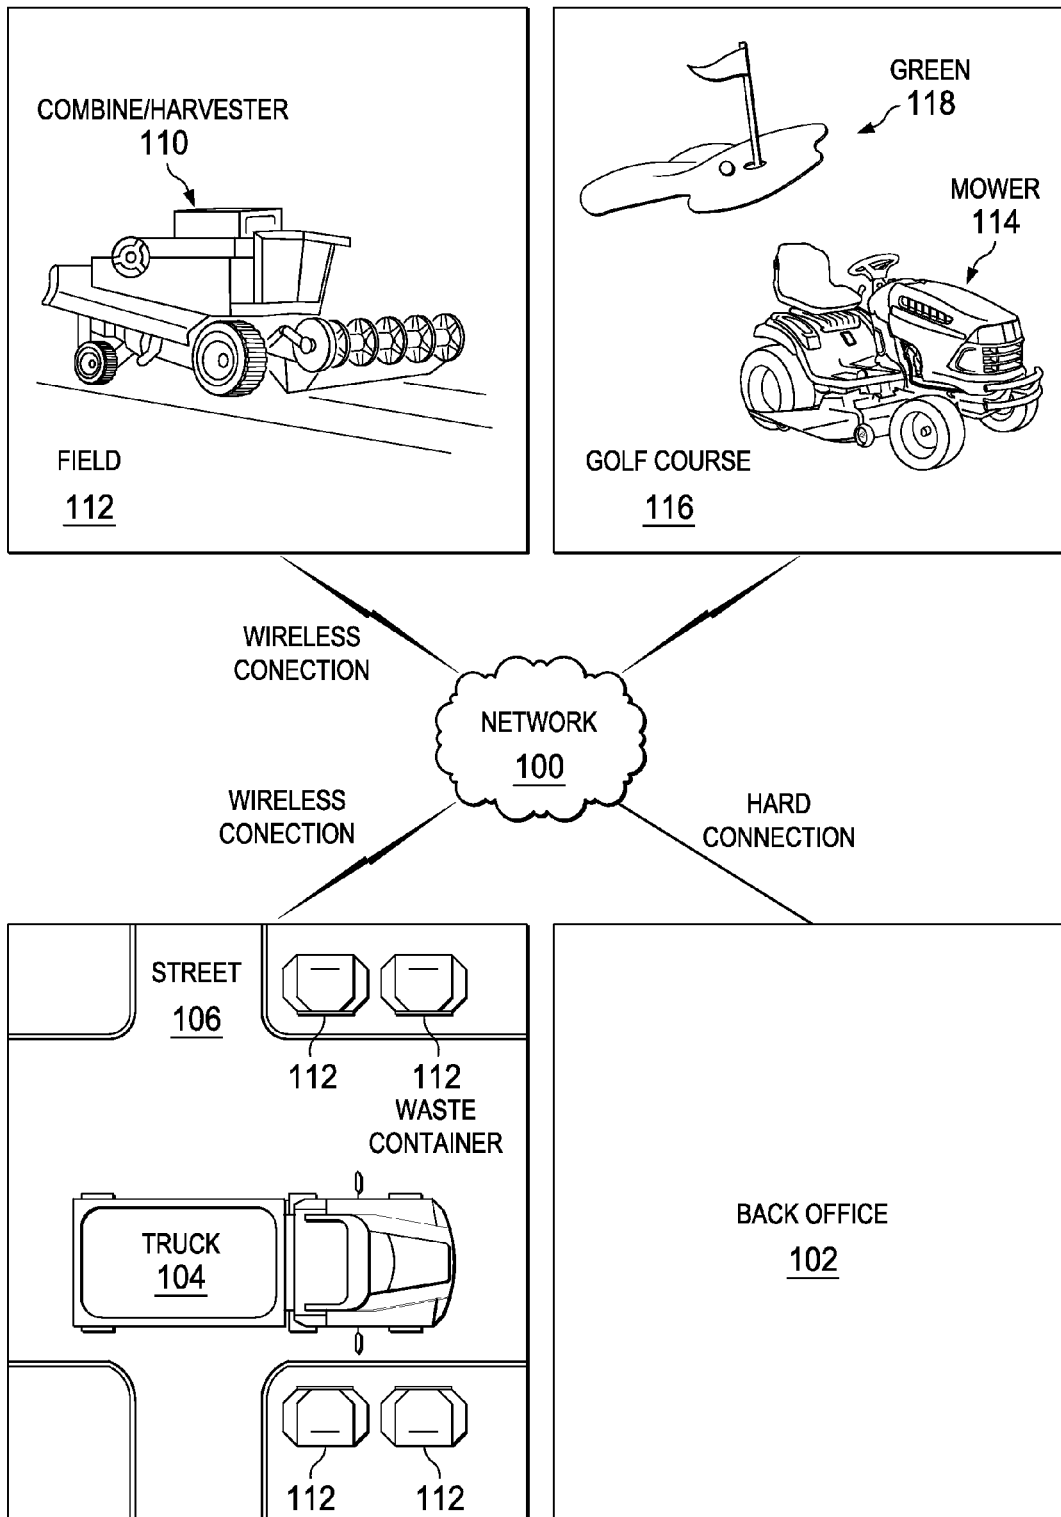 COMBINE/HARVESTER
110
FIELD
112
GREEN
118
MOWER
114
GOLF COURSE
116
WIRELESS
CONECTION
NETWORK
100
WIRELESS
CONECTION
HARD
CONNECTION
STREET
106
112
112
WASTE
CONTAINER
TRUCK
104
112
112
BACK OFFICE
102